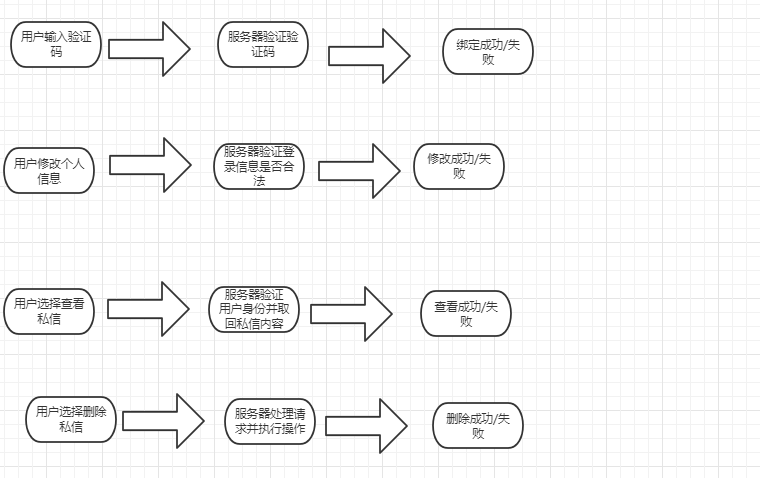 用户输入验证
码
服务器验证验
证码
绑定成功/失
败
用户修改个人
信息
服务器验证登
录信息是否合
法
修改成功/失
败
用户选择查看
私信
服务器验证
用户身份并取
回私信内容
查看成功/失
败
用户选择删除
私信
服务器处理请
求并执行操作
删除成功/失
败